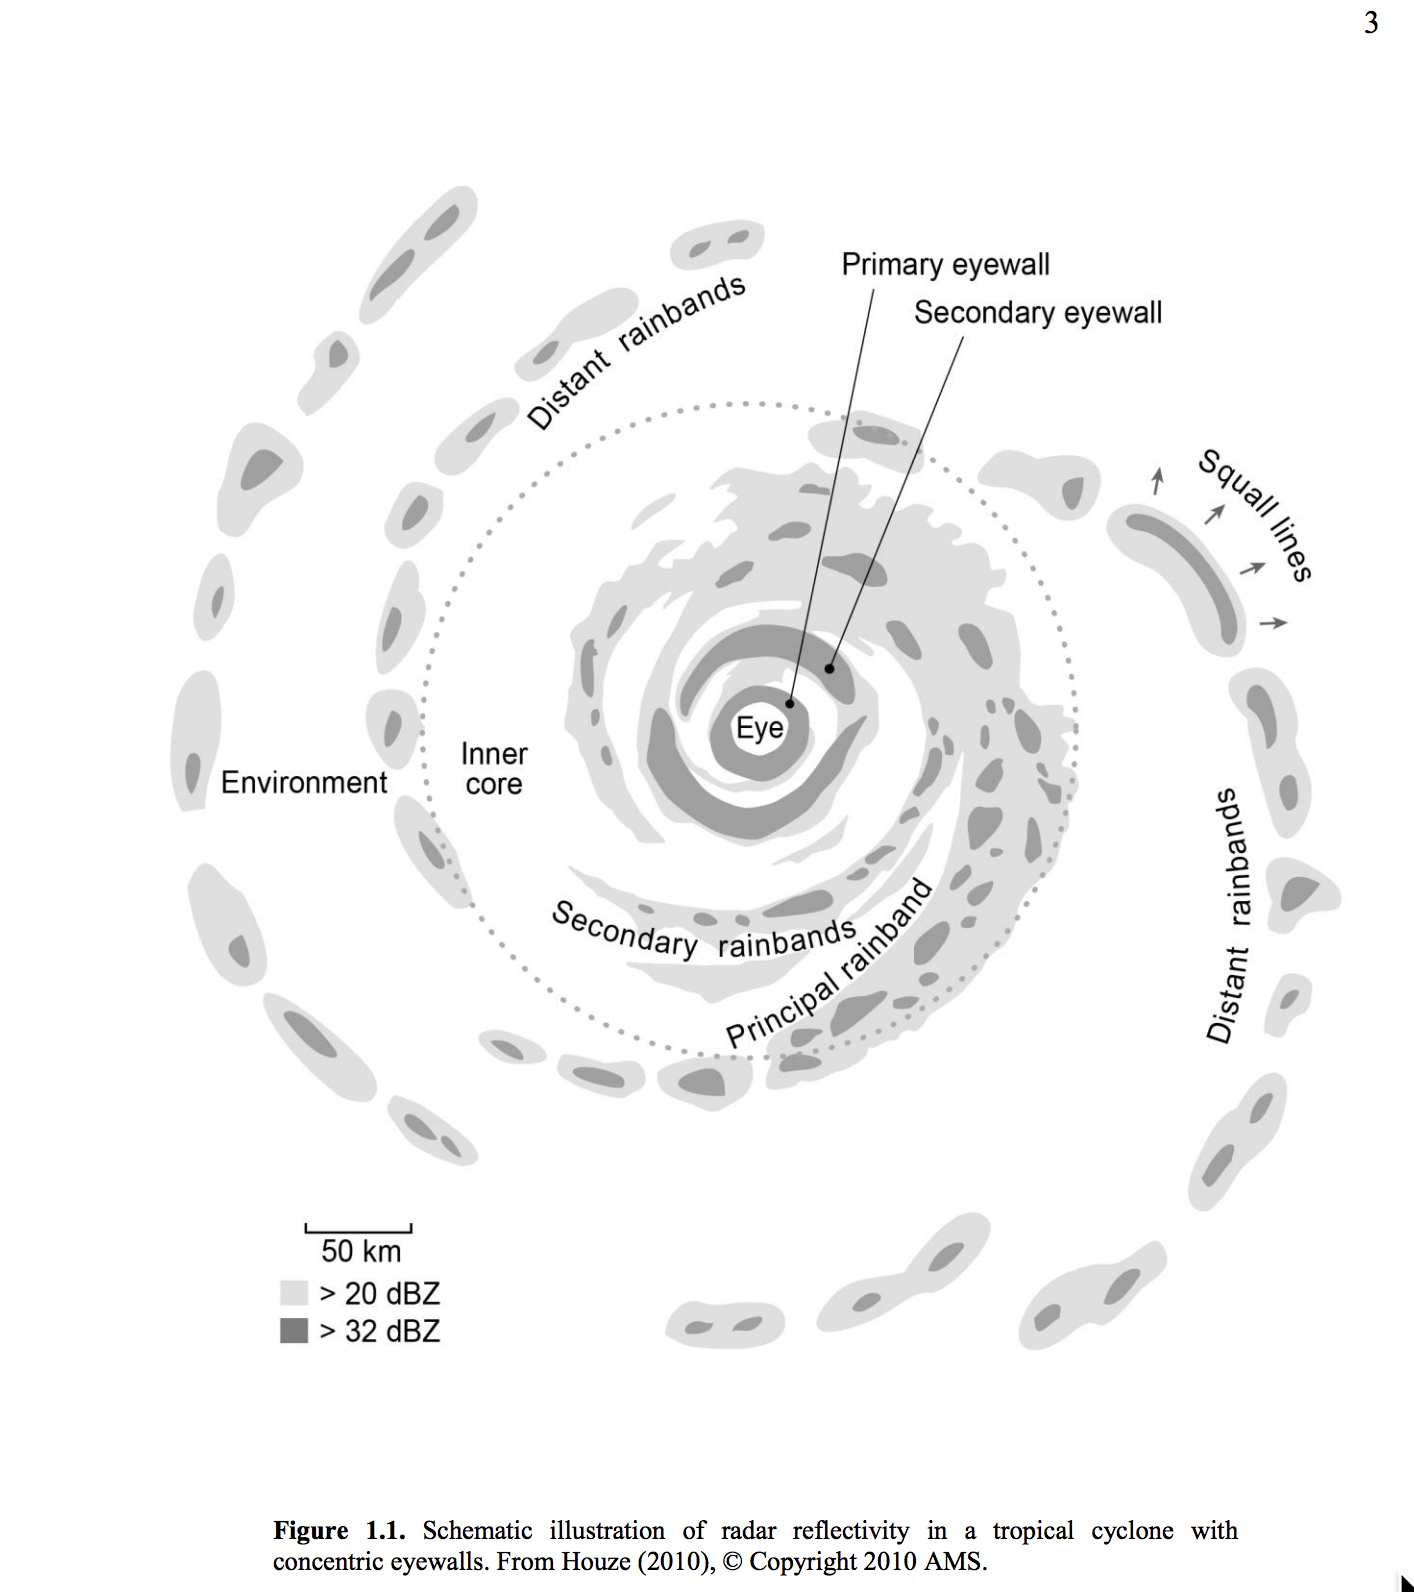 3
Primary eyewall
Secondary eyewall
Distant rainbands
Squall lines
Eye
Inner
core
Environment
Distant rainbands
Secondary rainbands
Principal rainband
50 km
> 20 dBZ
> 32 dBZ
Figure 1.1. Schematic illustration of radar reflectivity in a tropical cyclone with
concentric eyewalls. From Houze (2010), © Copyright 2010 AMS.